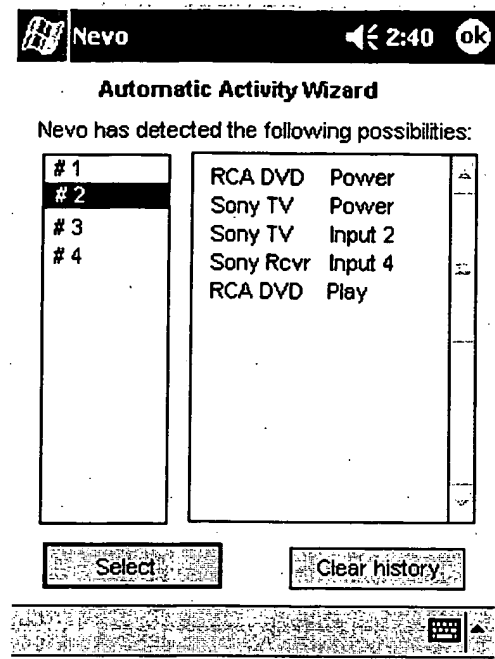 Nevo 2:40 ok
Automatic Activity Wizard
Nevo has detected the following possibilities:
# 1
# 2
# 3
# 4
RCA DVD Power
Sony TV Power
Sony TV Input 2
Sony Rcvr Input 4
RCA DVD Play
Select
Clear history